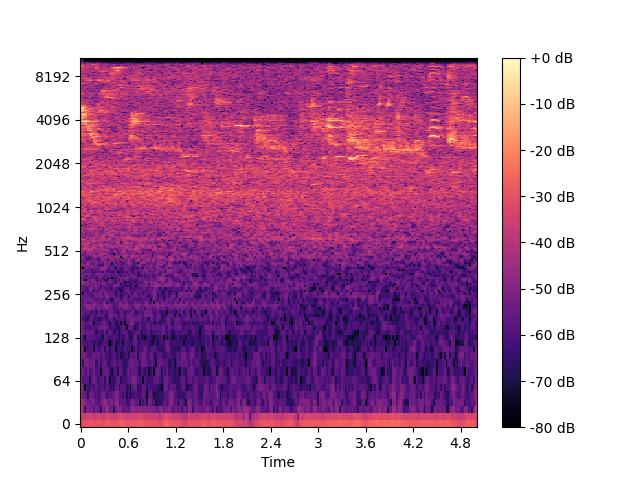 8192
4096
2048
1024
512
256
128
64
0
Hz
0
0.6
1.2
1.8
2.4
3
3.6
4.2
4.8
Time
+0 dB
-10 dB
-20 dB
-30 dB
-40 dB
-50 dB
-60 dB
-70 dB
-80 dB